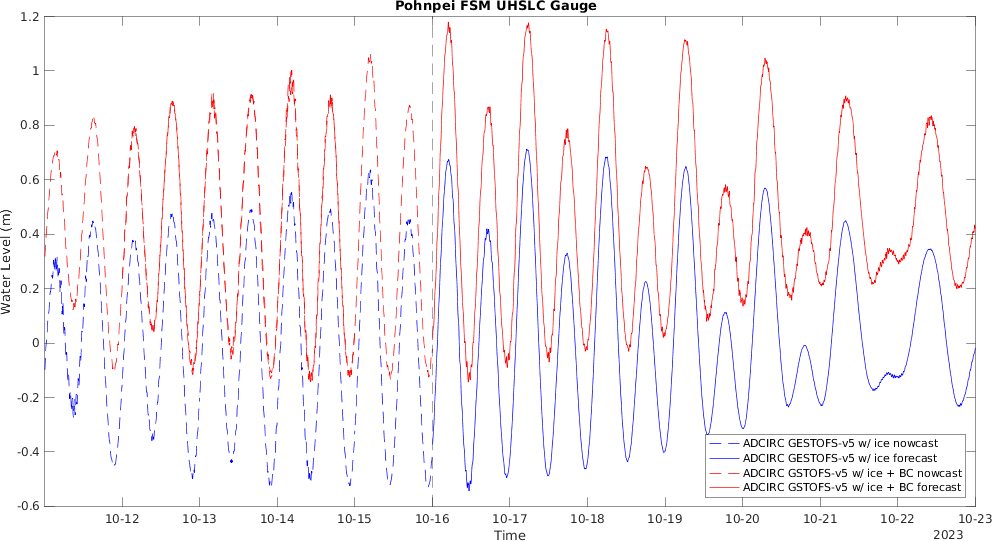 Pohnpei FSM UHSLC Gauge
1.2
1
0.8
0.6
0.4
0.2
0
-0.2
-0.4
-0.6
Water Level (m)
10-12 10-13 10-14 10-15 10-16 10-17 10-18 10-19 10-20 10-21 10-22 10-23
Time
2023
ADCIRC GESTOFS-v5 w/ ice nowcast
ADCIRC GESTOFS-v5 w/ ice forecast
ADCIRC GSTOFS-v5 w/ ice + BC nowcast
ADCIRC GSTOFS-v5 w/ ice + BC forecast